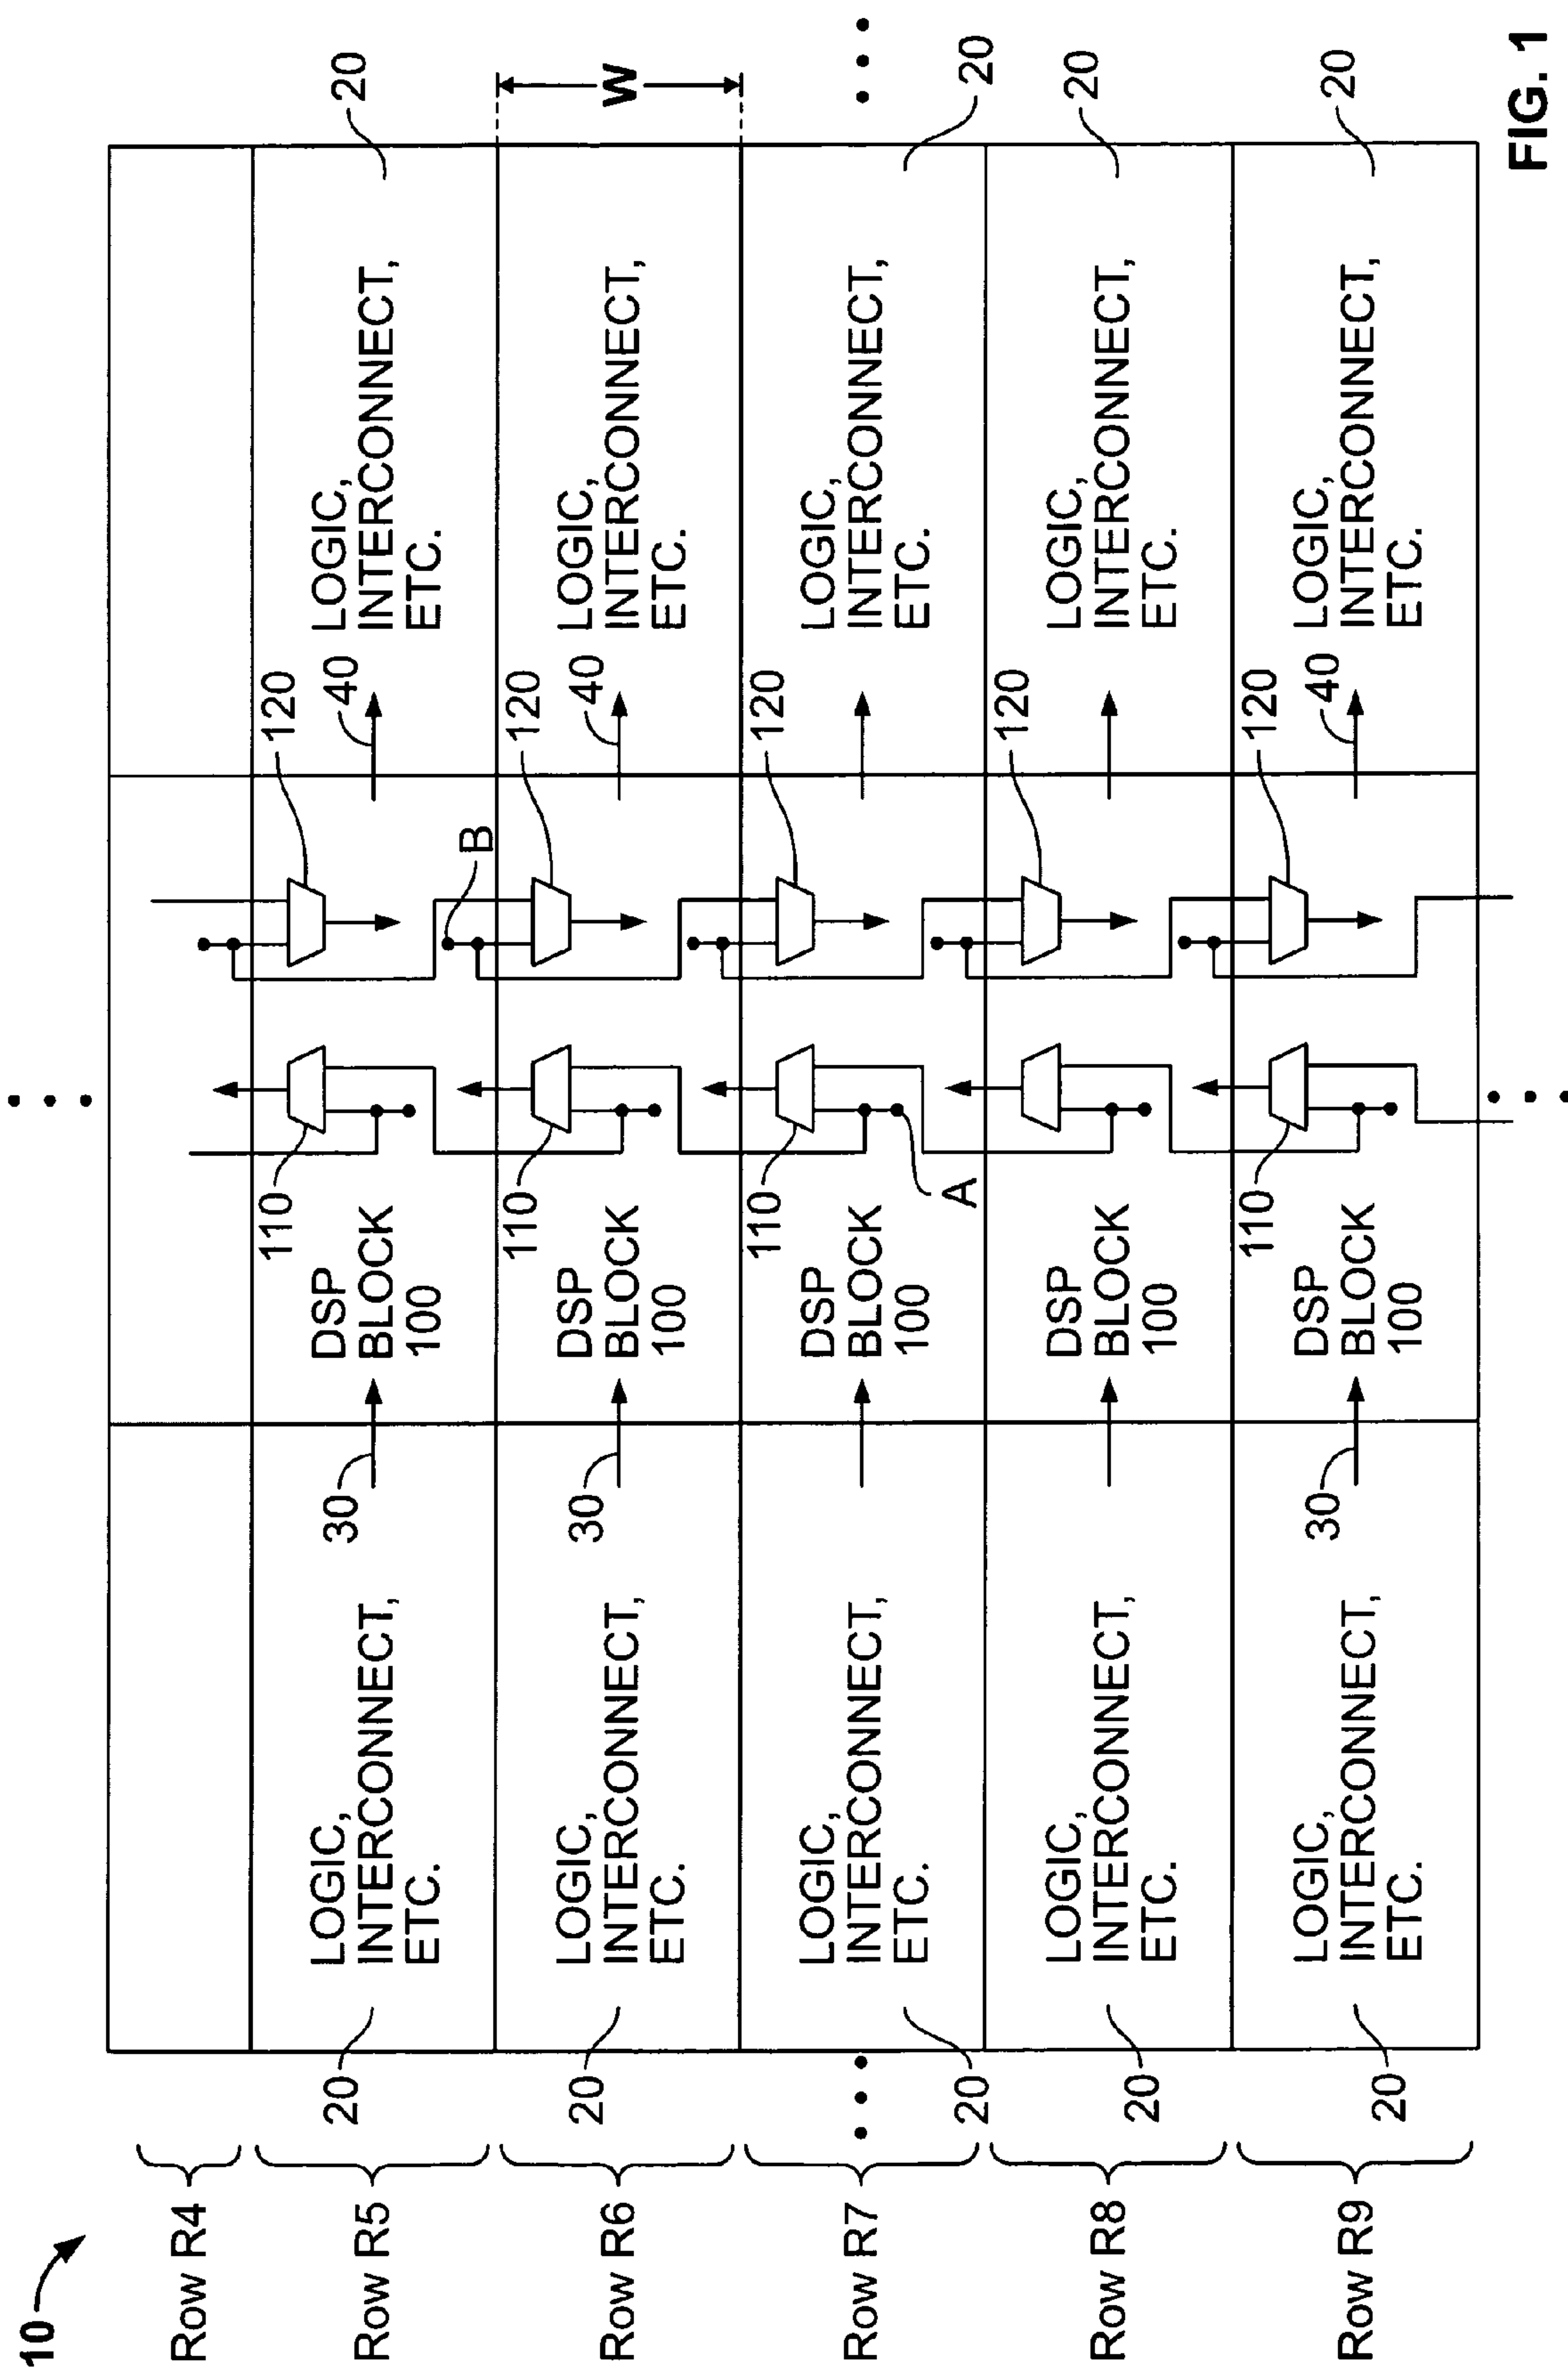 10
Row R4
Row R5
20
LOGIC,
INTERCONNECT,
ETC.
30
DSP
BLOCK
100
110
120
40
LOGIC,
INTERCONNECT,
ETC.
20
B
Row R6
20
LOGIC,
INTERCONNECT,
ETC.
30
DSP
BLOCK
100
110
120
40
LOGIC,
INTERCONNECT,
ETC.
W
Row R7
20
LOGIC,
INTERCONNECT,
ETC.
DSP
BLOCK
100
110
A
120
LOGIC,
INTERCONNECT,
ETC.
20
Row R8
20
LOGIC,
INTERCONNECT,
ETC.
DSP
BLOCK
100
120
LOGIC,
INTERCONNECT,
ETC.
20
Row R9
20
LOGIC,
INTERCONNECT,
ETC.
30
DSP
BLOCK
100
110
120
40
LOGIC,
INTERCONNECT,
ETC.
20
FIG. 1